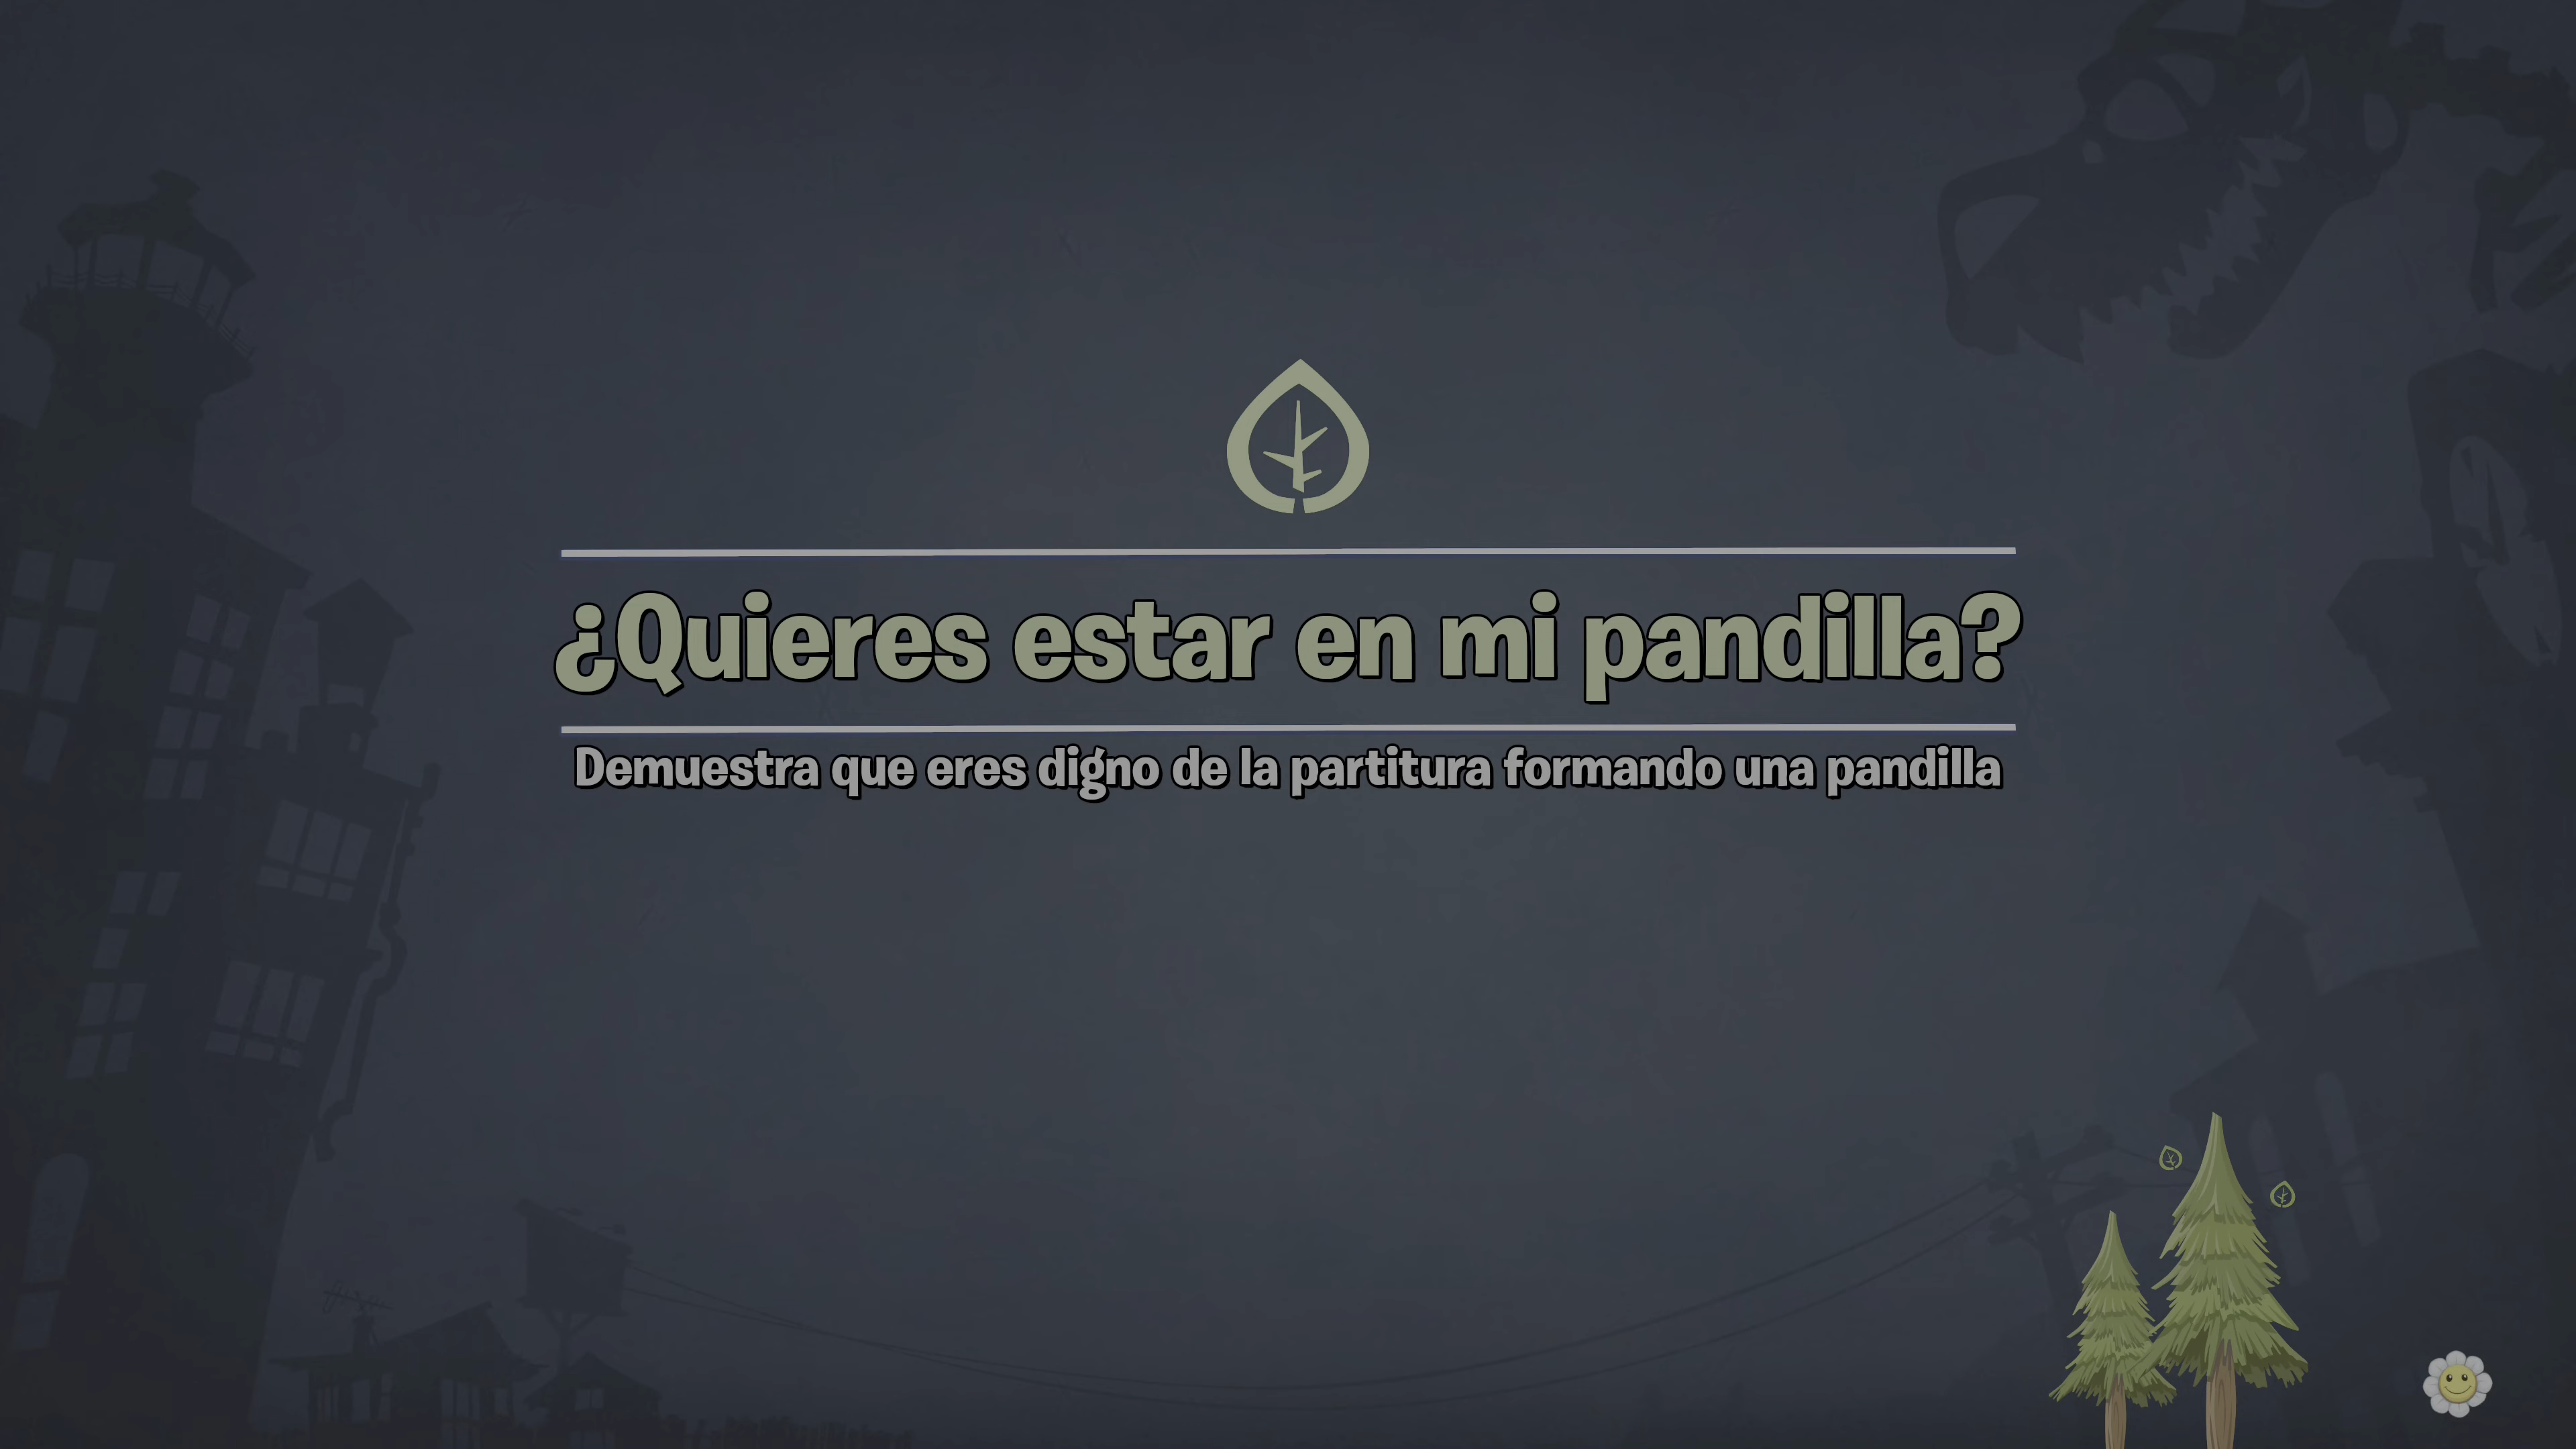 ¿Quieres estar en mi pandilla?
Demuestra que eres digno de la partitura formando una pandilla